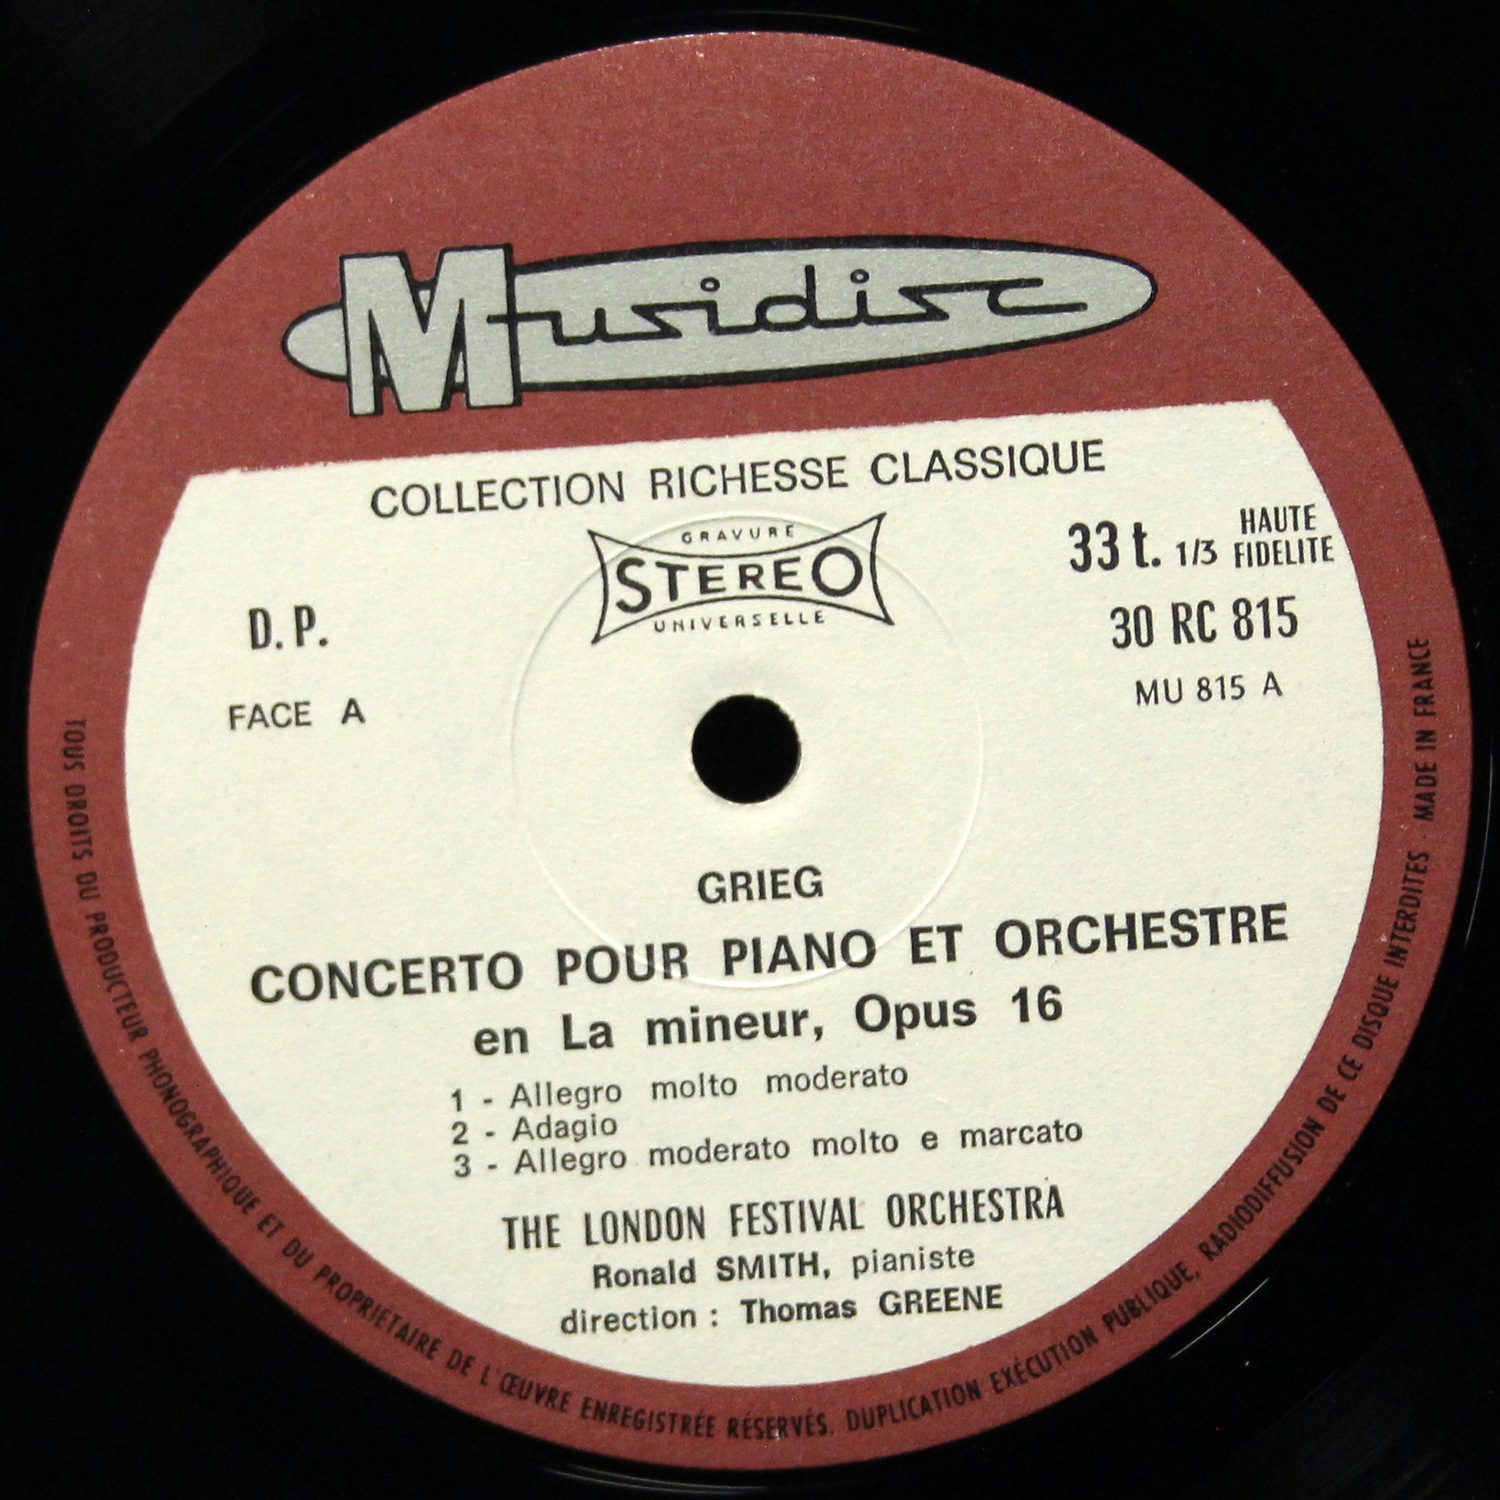 Musidisc
COLLECTION RICHESSE CLASSIQUE
GRAVURE
STEREO
UNIVERSELLE
33 t. 1/3 HAUTE FIDELITE
D. P.
30 RC 815
FACE A
MU 815 A
GRIEG
CONCERTO POUR PIANO ET ORCHESTRE
en La mineur, Opus 16
1 - Allegro molto moderato
2 - Adagio
3 - Allegro moderato molto e marcato
THE LONDON FESTIVAL ORCHESTRA
Ronald SMITH, pianiste
direction : Thomas GREENE
TOUS DROITS DU PRODUCTEUR PHONOGRAPHIQUE ET DU PROPRIÉTAIRE DE L'ŒUVRE ENREGISTRÉE RÉSERVÉS. DUPLICATION EXÉCUTION PUBLIQUE, RADIODIFFUSION DE CE DISQUE INTERDITES · MADE IN FRANCE